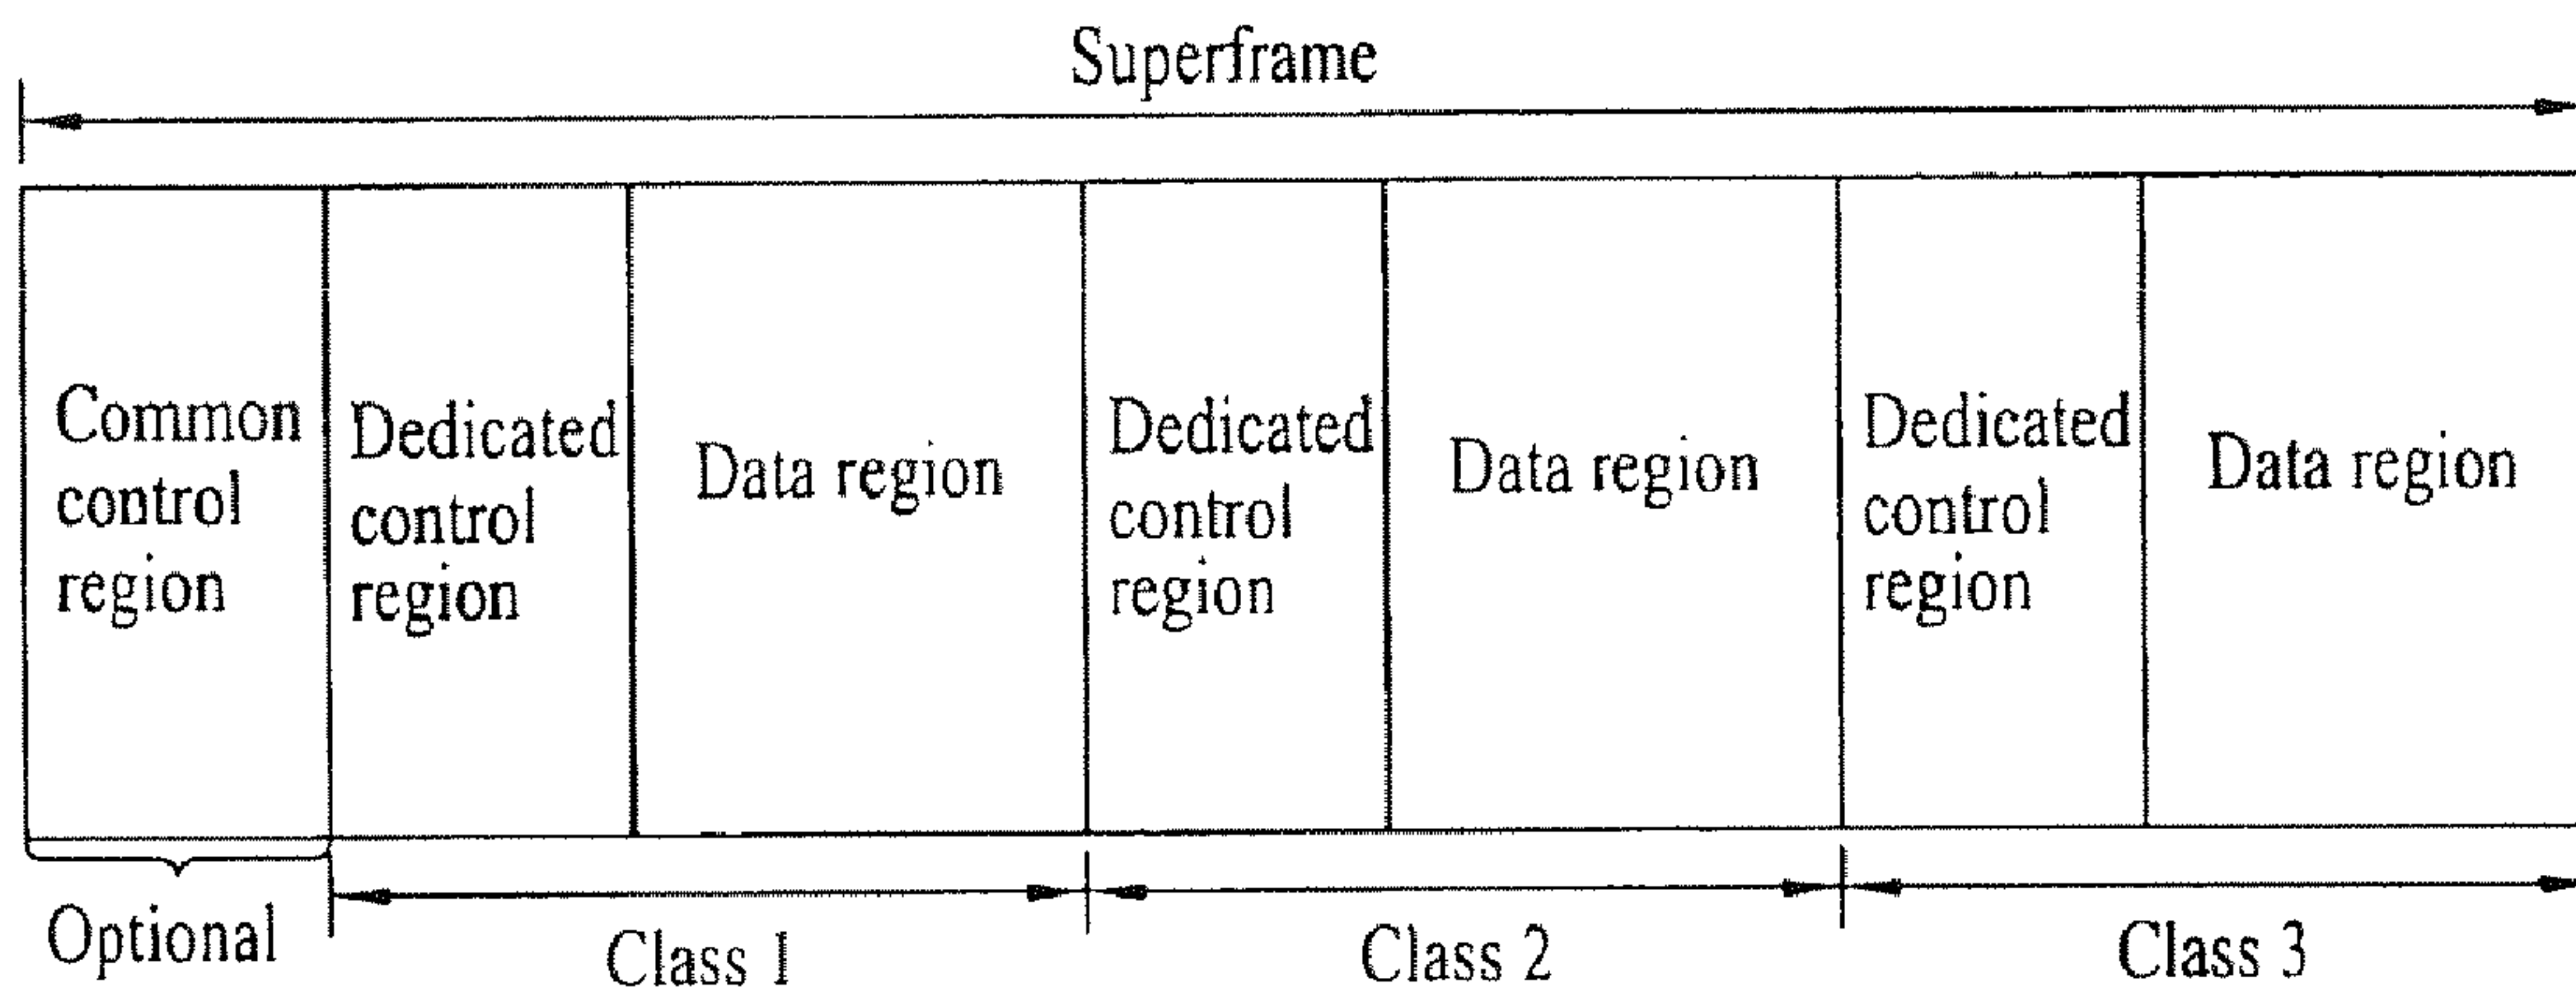 Superframe
Common
control
region
Dedicated
control
region
Data region
Dedicated
control
region
Data region
Dedicated
control
region
Data region
Optional
Class 1
Class 2
Class 3